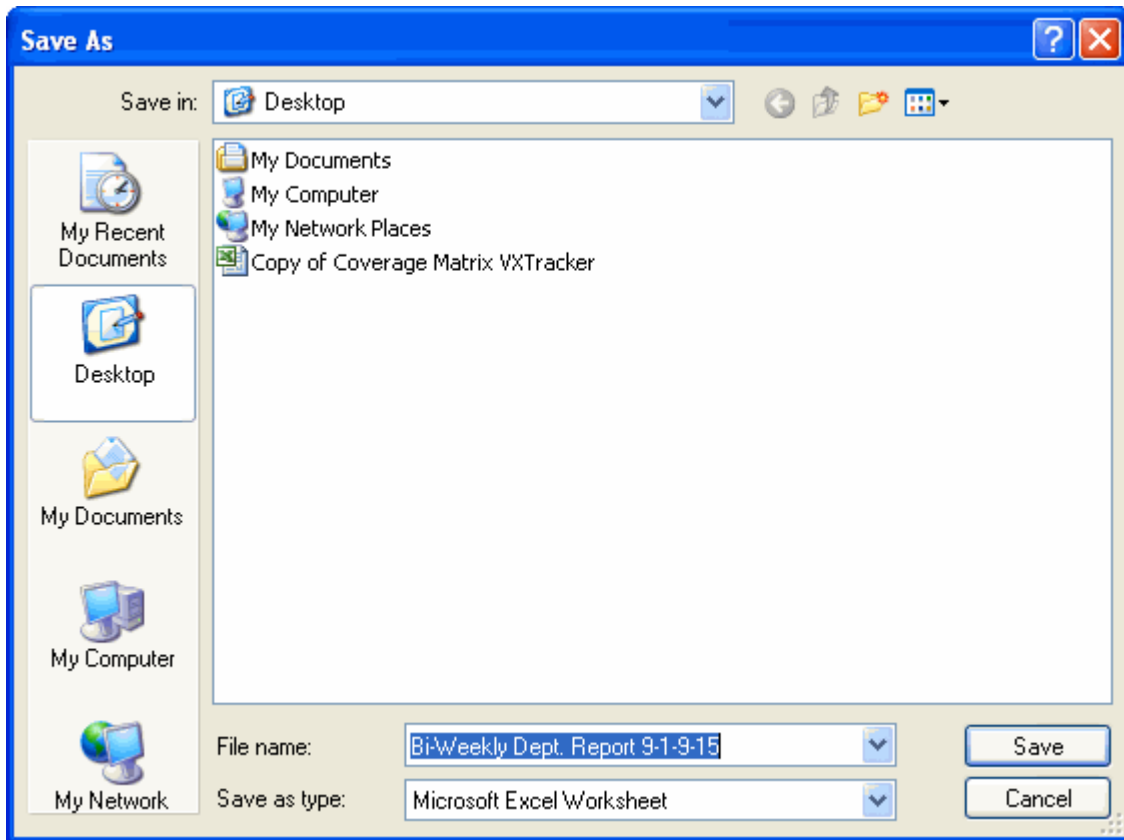 Save As
?
Save in:
Desktop
My Documents
My Computer
My Network Places
Copy of Coverage Matrix VXTracker
My Recent
Documents
Desktop
My Documents
My Computer
My Network
File name:
Bi-Weekly Dept. Report 9-1-9-15
Save
Save as type:
Microsoft Excel Worksheet
Cancel